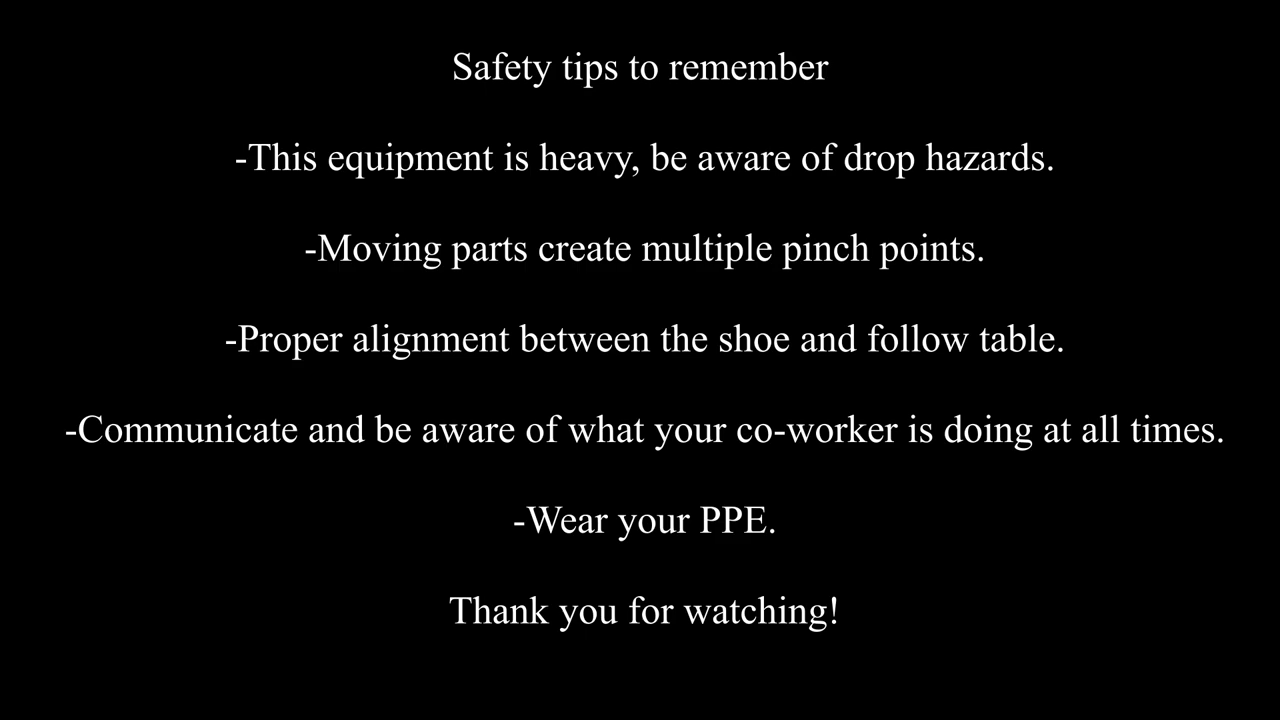 Safety tips to remember
-This equipment is heavy, be aware of drop hazards.
-Moving parts create multiple pinch points.
-Proper alignment between the shoe and follow table.
-Communicate and be aware of what your co-worker is doing at all times.
-Wear your PPE.
Thank you for watching!